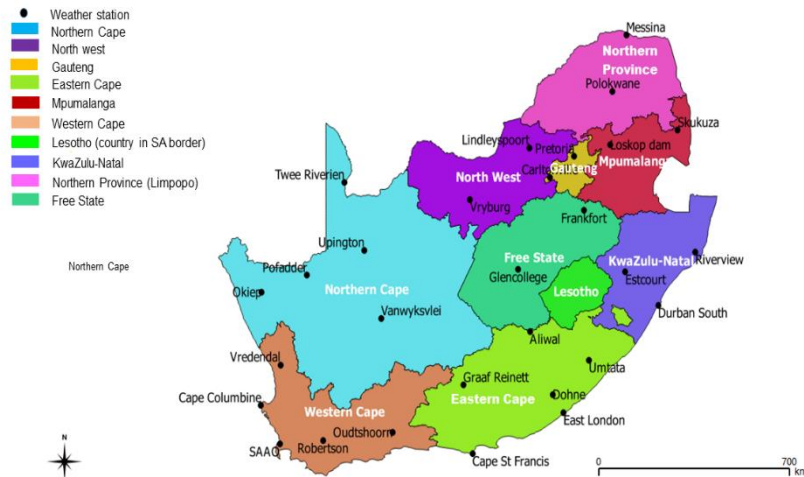 Weather station
Northern Cape
North west
Gauteng
Eastern Cape
Mpumalanga
Western Cape
Lesotho (country in SA border)
KwaZulu-Natal
Northern Province (Limpopo)
Free State
Northern Cape
Messina
Northern
Province
Polokwane
Skukuza
Lindleyspoort
Pretoria
Loskop dam
Gauteng
Mpumalanga
North West
Twee Riverien
Vryburg
Frankfort
Upington
Free State
KwaZulu-Natal
Riverview
Pofadder
Glencollege
Estcourt
Okiep
Northern Cape
Lesotho
Durban South
Vanwyksvlei
Aliwal
Vredendal
Umtata
Graaf Reinett
Cape Columbine
Eastern Cape
Dohne
Western Cape
East London
Oudtshoorn
SAAO
Robertson
Cape St Francis
N
0
700
km